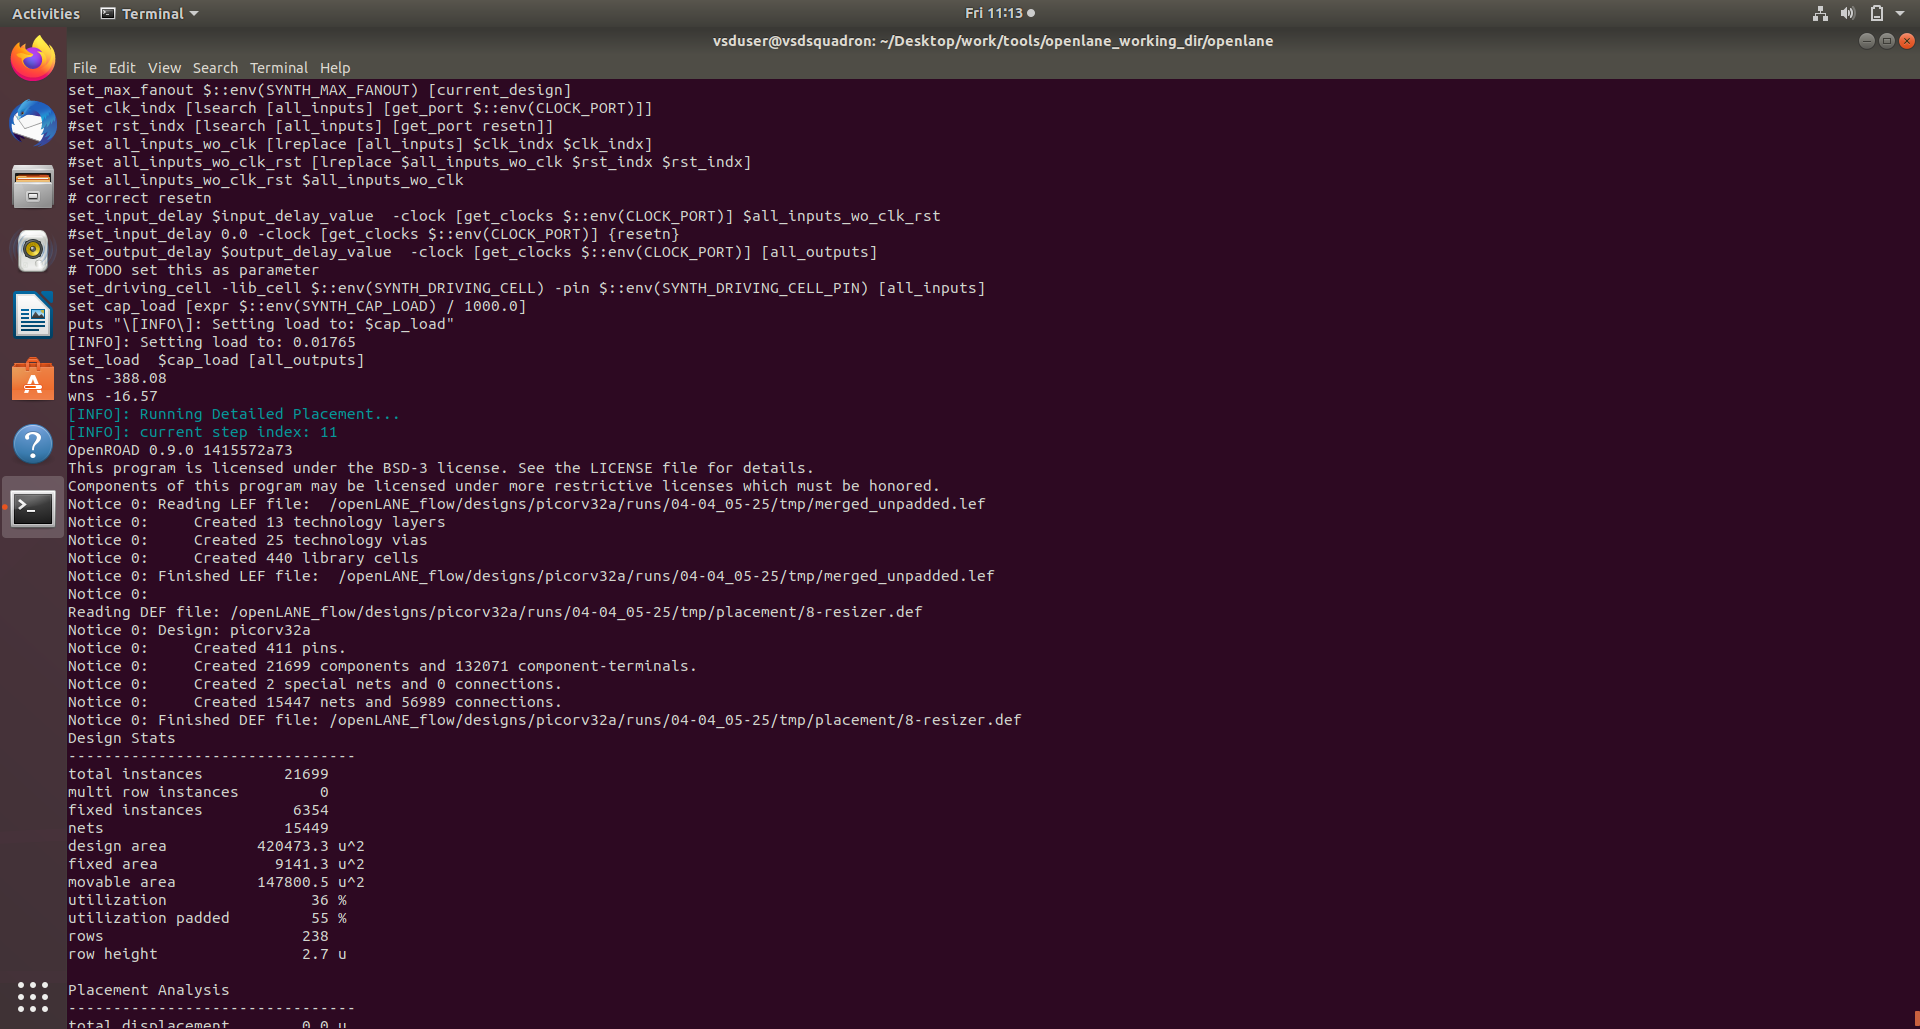 Activities Terminal Fri 11:13
vsduser@vsdsquadron: ~/Desktop/work/tools/openlane_working_dir/openlane
File Edit View Search Terminal Help
set_max_fanout $::env(SYNTH_MAX_FANOUT) [current_design]
set clk_indx [lsearch [all_inputs] [get_port $::env(CLOCK_PORT)]]
#set rst_indx [lsearch [all_inputs] [get_port resetn]]
set all_inputs_wo_clk [lreplace [all_inputs] $clk_indx $clk_indx]
#set all_inputs_wo_clk_rst [lreplace $all_inputs_wo_clk $rst_indx $rst_indx]
set all_inputs_wo_clk_rst $all_inputs_wo_clk
# correct resetn
set_input_delay $input_delay_value  -clock [get_clocks $::env(CLOCK_PORT)] $all_inputs_wo_clk_rst
#set_input_delay 0.0 -clock [get_clocks $::env(CLOCK_PORT)] {resetn}
set_output_delay $output_delay_value  -clock [get_clocks $::env(CLOCK_PORT)] [all_outputs]
# TODO set this as parameter
set_driving_cell -lib_cell $::env(SYNTH_DRIVING_CELL) -pin $::env(SYNTH_DRIVING_CELL_PIN) [all_inputs]
set cap_load [expr $::env(SYNTH_CAP_LOAD) / 1000.0]
puts "\[INFO\]: Setting load to: $cap_load"
[INFO]: Setting load to: 0.01765
set_load  $cap_load [all_outputs]
tns -388.08
wns -16.57
[INFO]: Running Detailed Placement...
[INFO]: current step index: 11
OpenROAD 0.9.0 1415572a73
This program is licensed under the BSD-3 license. See the LICENSE file for details.
Components of this program may be licensed under more restrictive licenses which must be honored.
Notice 0: Reading LEF file:  /openLANE_flow/designs/picorv32a/runs/04-04_05-25/tmp/merged_unpadded.lef
Notice 0:     Created 13 technology layers
Notice 0:     Created 25 technology vias
Notice 0:     Created 440 library cells
Notice 0: Finished LEF file:  /openLANE_flow/designs/picorv32a/runs/04-04_05-25/tmp/merged_unpadded.lef
Notice 0:
Reading DEF file: /openLANE_flow/designs/picorv32a/runs/04-04_05-25/tmp/placement/8-resizer.def
Notice 0: Design: picorv32a
Notice 0:     Created 411 pins.
Notice 0:     Created 21699 components and 132071 component-terminals.
Notice 0:     Created 2 special nets and 0 connections.
Notice 0:     Created 15447 nets and 56989 connections.
Notice 0: Finished DEF file: /openLANE_flow/designs/picorv32a/runs/04-04_05-25/tmp/placement/8-resizer.def
Design Stats
--------------------------------
total instances         21699
multi row instances         0
fixed instances          6354
nets                    15449
design area          420473.3 u^2
fixed area             9141.3 u^2
movable area         147800.5 u^2
utilization                36 %
utilization padded         55 %
rows                      238
row height                2.7 u
Placement Analysis
--------------------------------
total displacement        0.0 u